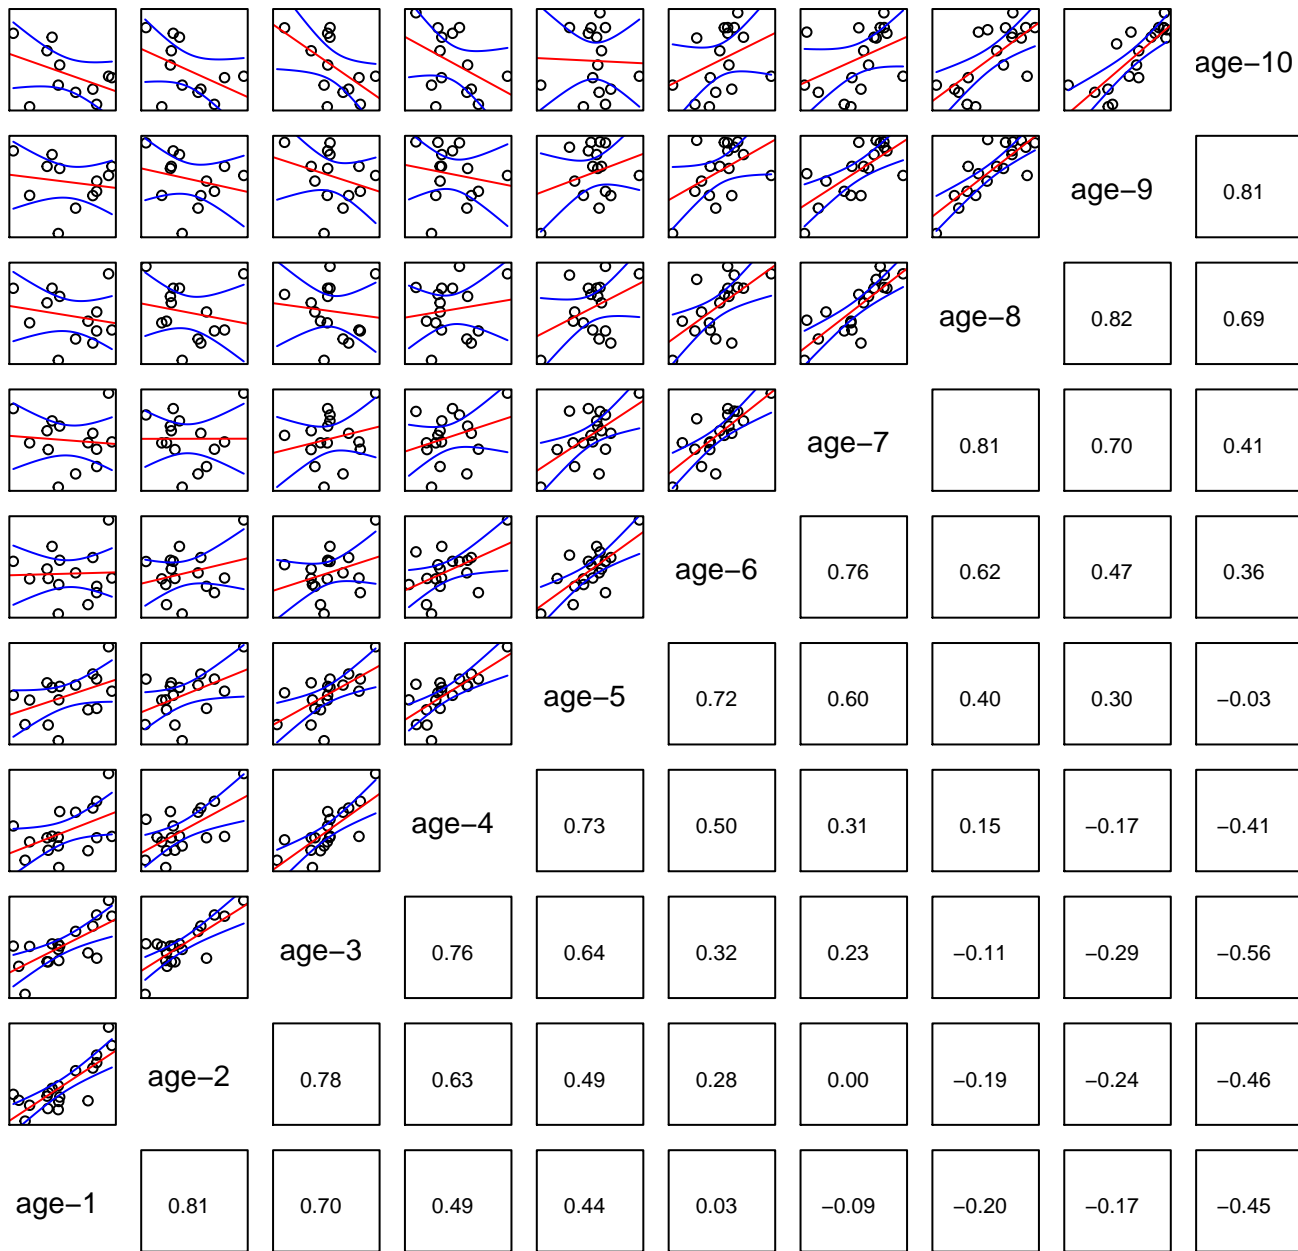 age−10
age−9 0.81
age−8 0.82 0.69
age−7 0.81 0.70 0.41
age−6 0.76 0.62 0.47 0.36
age−5 0.72 0.60 0.40 0.30 −0.03
age−4 0.73 0.50 0.31 0.15 −0.17 −0.41
age−3 0.76 0.64 0.32 0.23 −0.11 −0.29 −0.56
age−2 0.78 0.63 0.49 0.28 0.00 −0.19 −0.24 −0.46
age−1 0.81 0.70 0.49 0.44 0.03 −0.09 −0.20 −0.17 −0.45